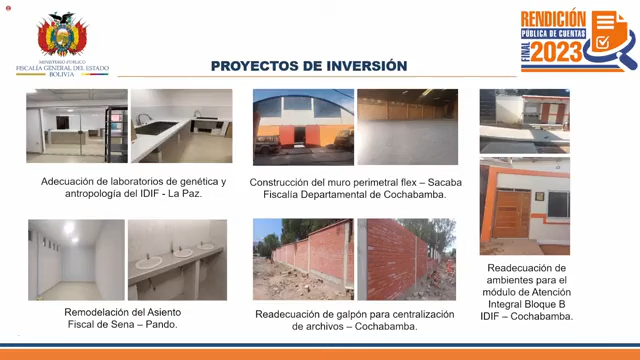 MINISTERIO PÚBLICO
FISCALÍA GENERAL DEL ESTADO
BOLIVIA
RENDICIÓN
PÚBLICA DE CUENTAS
FINAL 2023
PROYECTOS DE INVERSIÓN
Adecuación de laboratorios de genética y
antropología del IDIF - La Paz.
Construcción del muro perimetral flex – Sacaba
Fiscalía Departamental de Cochabamba.
Remodelación del Asiento
Fiscal de Sena – Pando.
Readecuación de galpón para centralización
de archivos – Cochabamba.
Readecuación de
ambientes para el
módulo de Atención
Integral Bloque B
IDIF – Cochabamba.